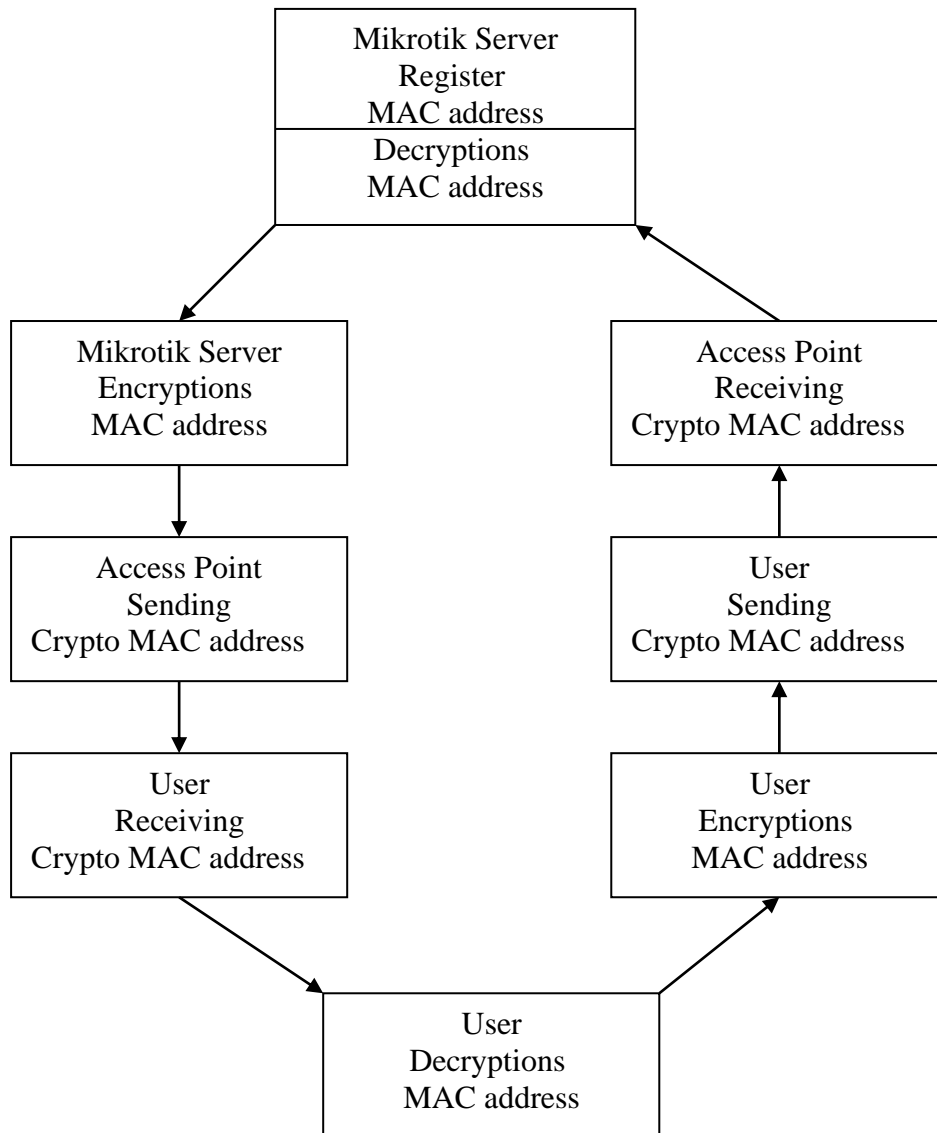 Mikrotik Server
Register
MAC address
Decryptions
MAC address
Mikrotik Server
Encryptions
MAC address
Access Point
Receiving
Crypto MAC address
Access Point
Sending
Crypto MAC address
User
Sending
Crypto MAC address
User
Receiving
Crypto MAC address
User
Encryptions
MAC address
User
Decryptions
MAC address